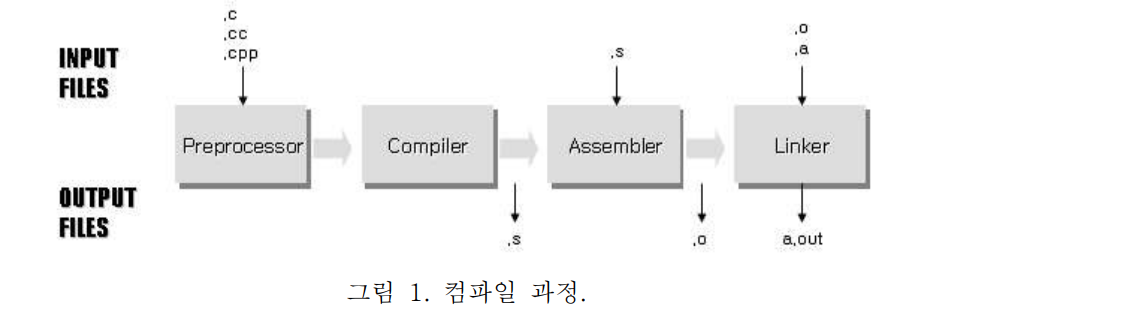 .c
.cc
.cpp
INPUT
FILES
.s
.o
.a
Preprocessor
Compiler
Assembler
Linker
OUTPUT
FILES
.s
.o
a.out
그림 1. 컴파일 과정.